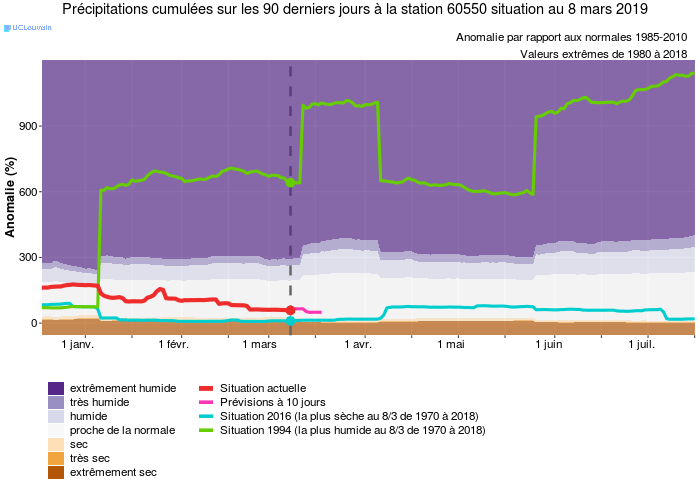 Précipitations cumulées sur les 90 derniers jours à la station 60550 situation au 8 mars 2019
UCLouvain
Anomalie par rapport aux normales 1985-2010
Valeurs extrêmes de 1980 à 2018
Anomalie (%)
900
600
300
0
1 janv.
1 févr.
1 mars
1 avr.
1 mai
1 juin
1 juil.
extrêmement humide
très humide
humide
proche de la normale
sec
très sec
extrêmement sec
Situation actuelle
Prévisions à 10 jours
Situation 2016 (la plus sèche au 8/3 de 1970 à 2018)
Situation 1994 (la plus humide au 8/3 de 1970 à 2018)